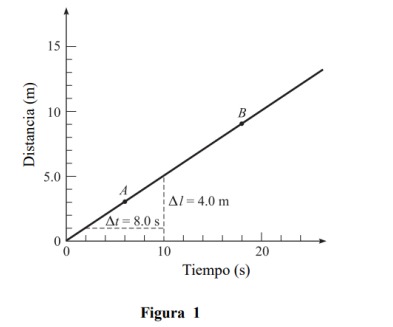 15
10
5.0
0
Distancia (m)
A
B
Δl = 4.0 m
Δt = 8.0 s
0
10
20
Tiempo (s)
Figura 1